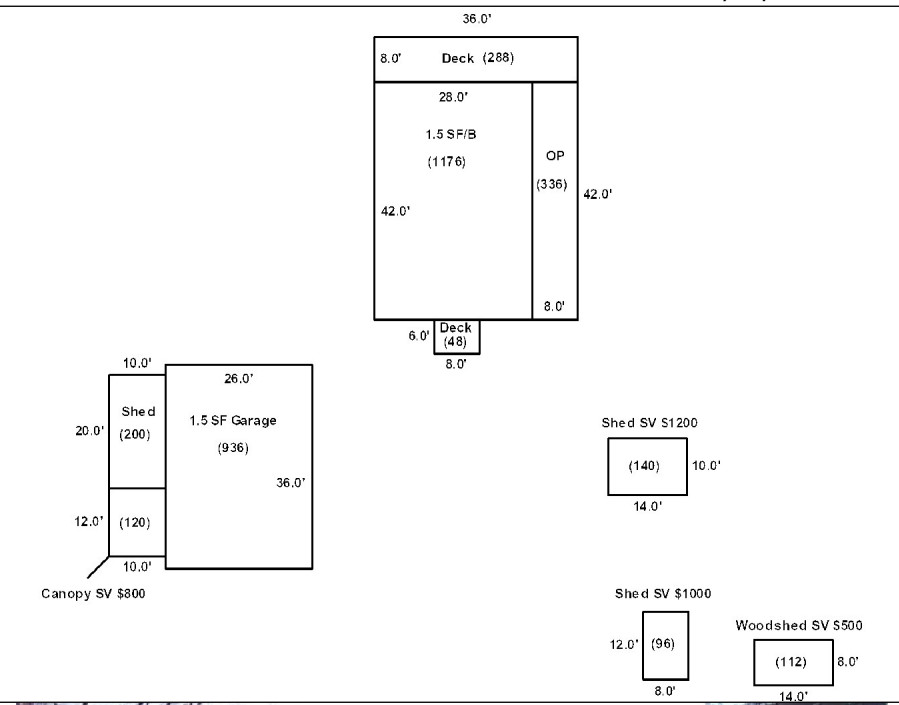 36.0'
8.0' Deck (288)
28.0'
1.5 SF/B
(1176)
OP
(336)
42.0'
42.0'
8.0'
6.0' Deck
(48)
8.0'
10.0'
26.0'
Shed
(200)
20.0'
1.5 SF Garage
(936)
36.0'
12.0' (120)
10.0'
Canopy SV $800
Shed SV S1200
(140) 10.0'
14.0'
Shed SV $1000
12.0' (96)
8.0'
Woodshed SV S500
(112) 8.0'
14.0'